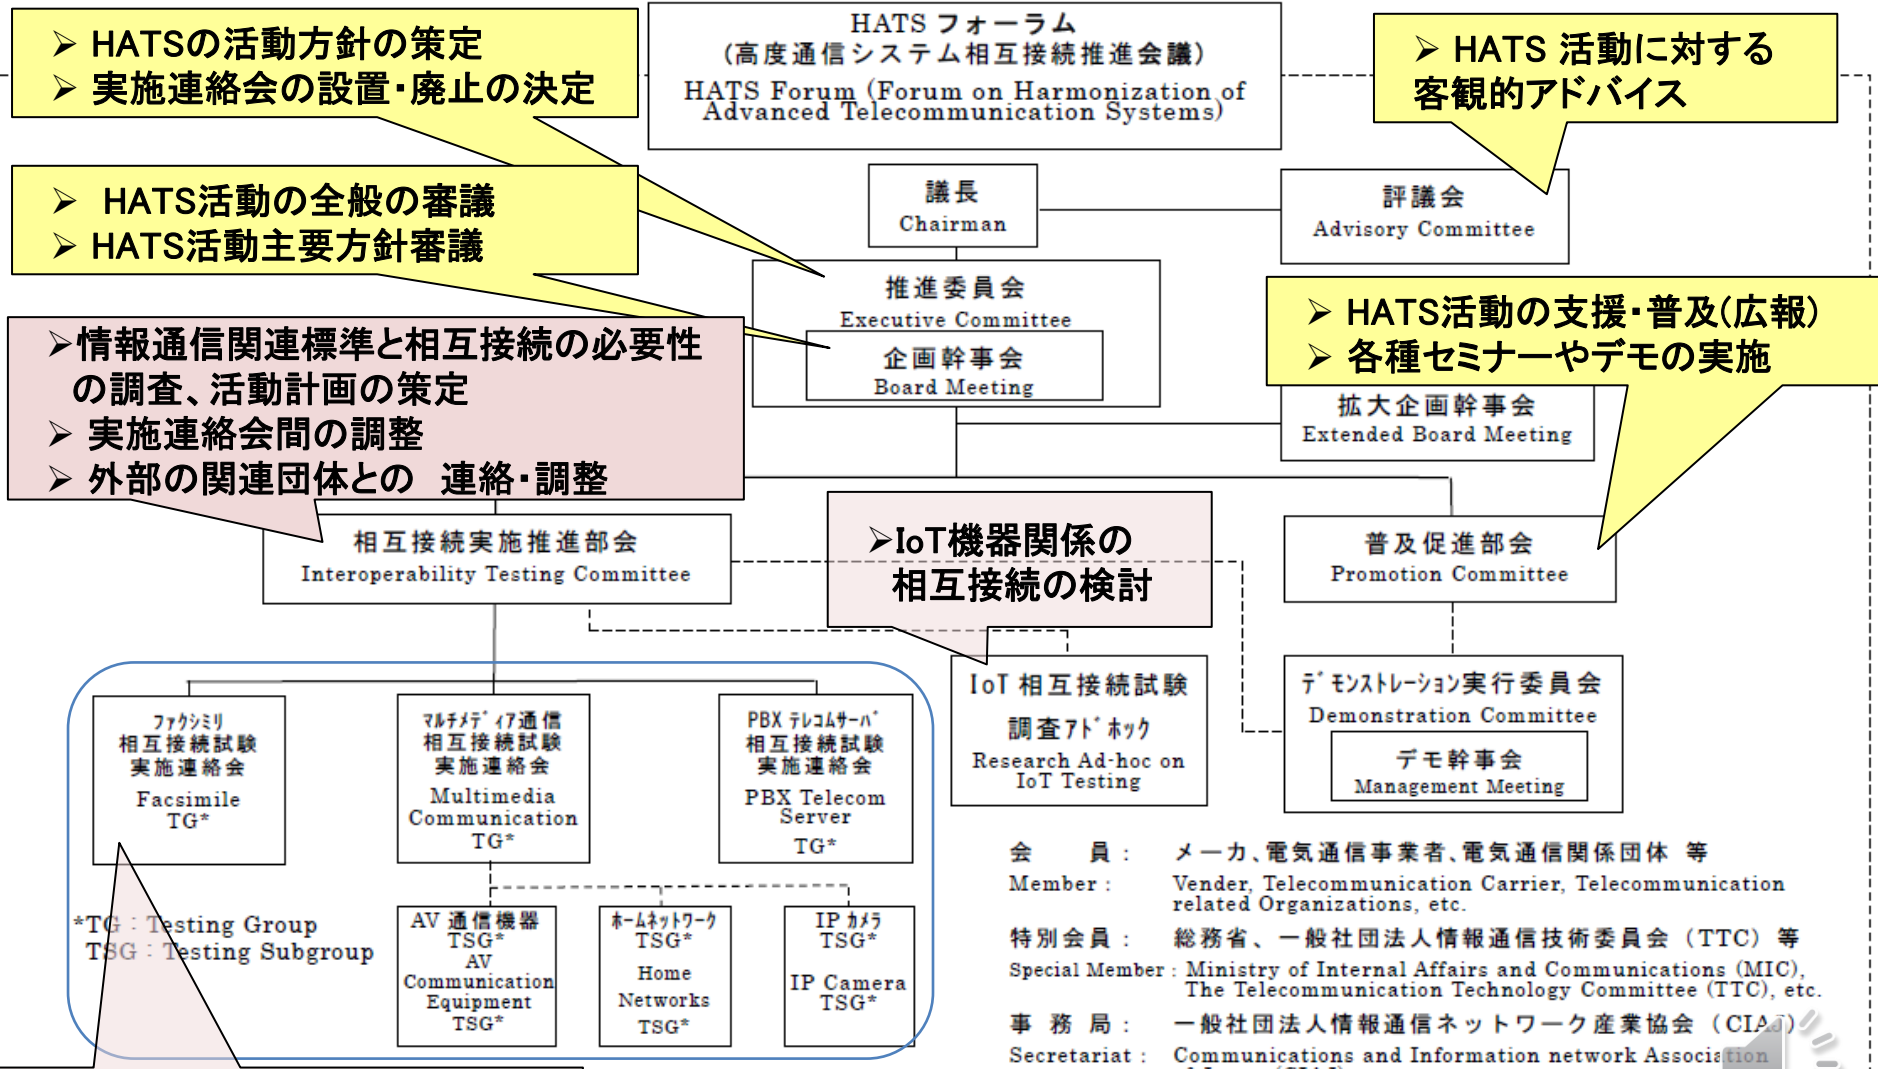 HATS フォーラム
(高度通信システム相互接続推進会議)
HATS Forum (Forum on Harmonization of
Advanced Telecommunication Systems)
➢ HATSの活動方針の策定
➢ 実施連絡会の設置・廃止の決定
➢ HATS 活動に対する
客観的アドバイス
➢ HATS活動の全般の審議
➢ HATS活動主要方針審議
議長
Chairman
評議会
Advisory Committee
推進委員会
Executive Committee
企画幹事会
Board Meeting
➢ HATS活動の支援・普及(広報)
➢ 各種セミナーやデモの実施
拡大企画幹事会
Extended Board Meeting
➢情報通信関連標準と相互接続の必要性
の調査、活動計画の策定
➢ 実施連絡会間の調整
➢ 外部の関連団体との 連絡・調整
相互接続実施推進部会
Interoperability Testing Committee
➢IoT機器関係の
相互接続の検討
普及促進部会
Promotion Committee
ﾌｧｸｼﾐﾘ
相互接続試験
実施連絡会
Facsimile
TG*
ﾏﾙﾁﾒﾃﾞｨｱ通信
相互接続試験
実施連絡会
Multimedia
Communication
TG*
PBX ﾃﾚｺﾑｻｰﾊﾞ
相互接続試験
実施連絡会
PBX Telecom
Server
TG*
IoT 相互接続試験
調査ｱﾄﾞﾎｯｸ
Research Ad-hoc on
IoT Testing
ﾃﾞﾓﾝｽﾄﾚｰｼｮﾝ実行委員会
Demonstration Committee
デモ幹事会
Management Meeting
*TG : Testing Group
TSG : Testing Subgroup
AV 通信機器
TSG*
AV
Communication
Equipment
TSG*
ﾎｰﾑﾈｯﾄﾜｰｸ
TSG*
Home
Networks
TSG*
IP ｶﾒﾗ
TSG*
IP Camera
TSG*
会 員 : メーカ、電気通信事業者、電気通信関係団体 等
Member : Vender, Telecommunication Carrier, Telecommunication
related Organizations, etc.
特別会員 : 総務省、一般社団法人情報通信技術委員会 (TTC) 等
Special Member : Ministry of Internal Affairs and Communications (MIC),
The Telecommunication Technology Committee (TTC), etc.
事 務 局 : 一般社団法人情報通信ネットワーク産業協会 (CIAJ)
Secretariat : Communications and Information network Association